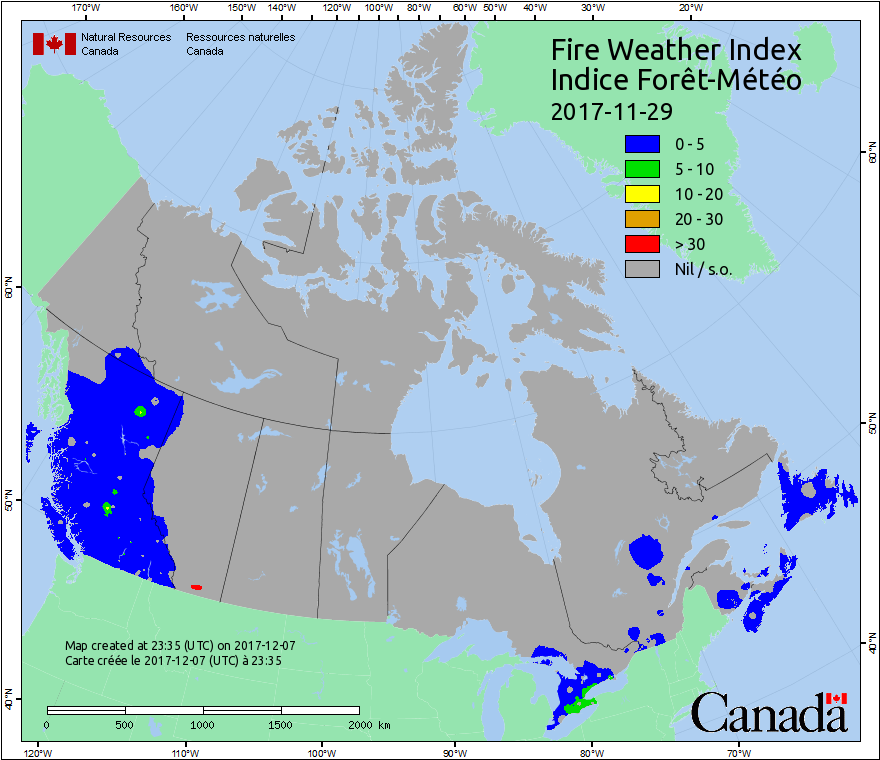 170°W 160°W 150°W 140°W 130°W 120°W 110°W 100°W 90°W 80°W 60°W 50°W 40°W 30°W 20°W
Natural Resources Ressources naturelles
Canada Canada
Fire Weather Index
Indice Forêt-Météo
2017-11-29
0 - 5
5 - 10
10 - 20
20 - 30
> 30
Nil / s.o.
60°N
60°N
50°N
50°N
40°N
40°N
Map created at 23:35 (UTC) on 2017-12-07
Carte créée le 2017-12-07 (UTC) à 23:35
0 500 1000 1500 2000 km
Canada
120°W 110°W 100°W 90°W 80°W 70°W